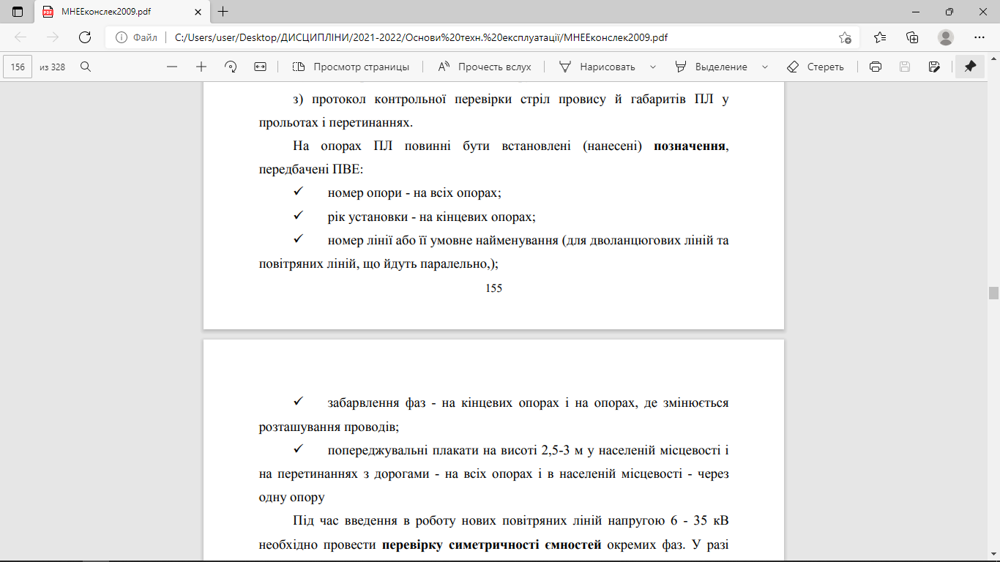 МНЕЕконслек2009.pdf
Файл
C:/Users/user/Desktop/ДИСЦИПЛІНИ/2021-2022/Основи%20техн.%20експлуатації/МНЕЕконслек2009.pdf
156 из 328 Просмотр страницы Прочесть вслух Нарисовать Выделение Стереть
з) протокол контрольної перевірки стріл провису й габаритів ПЛ у
прольотах і перетинаннях.
На опорах ПЛ повинні бути встановлені (нанесені) позначення,
передбачені ПВЕ:
✓ номер опори - на всіх опорах;
✓ рік установки - на кінцевих опорах;
✓ номер лінії або її умовне найменування (для дволанцюгових ліній та
повітряних ліній, що йдуть паралельно,);
155
✓ забарвлення фаз - на кінцевих опорах і на опорах, де змінюється
розташування проводів;
✓ попереджувальні плакати на висоті 2,5-3 м у населеній місцевості і
на перетинаннях з дорогами - на всіх опорах і в населеній місцевості - через
одну опору
Під час введення в роботу нових повітряних ліній напругою 6 - 35 кВ
необхідно провести перевірку симетричності ємностей окремих фаз. У разі